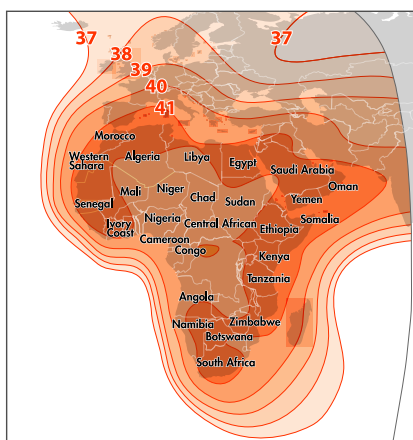 37
37
38
39
40
41
Morocco
Western
Sahara
Algeria
Libya
Egypt
Saudi Arabia
Oman
Mali
Niger
Chad
Sudan
Yemen
Senegal
Ivory
Coast
Nigeria
Central African
Ethiopia
Somalia
Cameroon
Congo
Kenya
Tanzania
Angola
Namibia
Zimbabwe
Botswana
South Africa